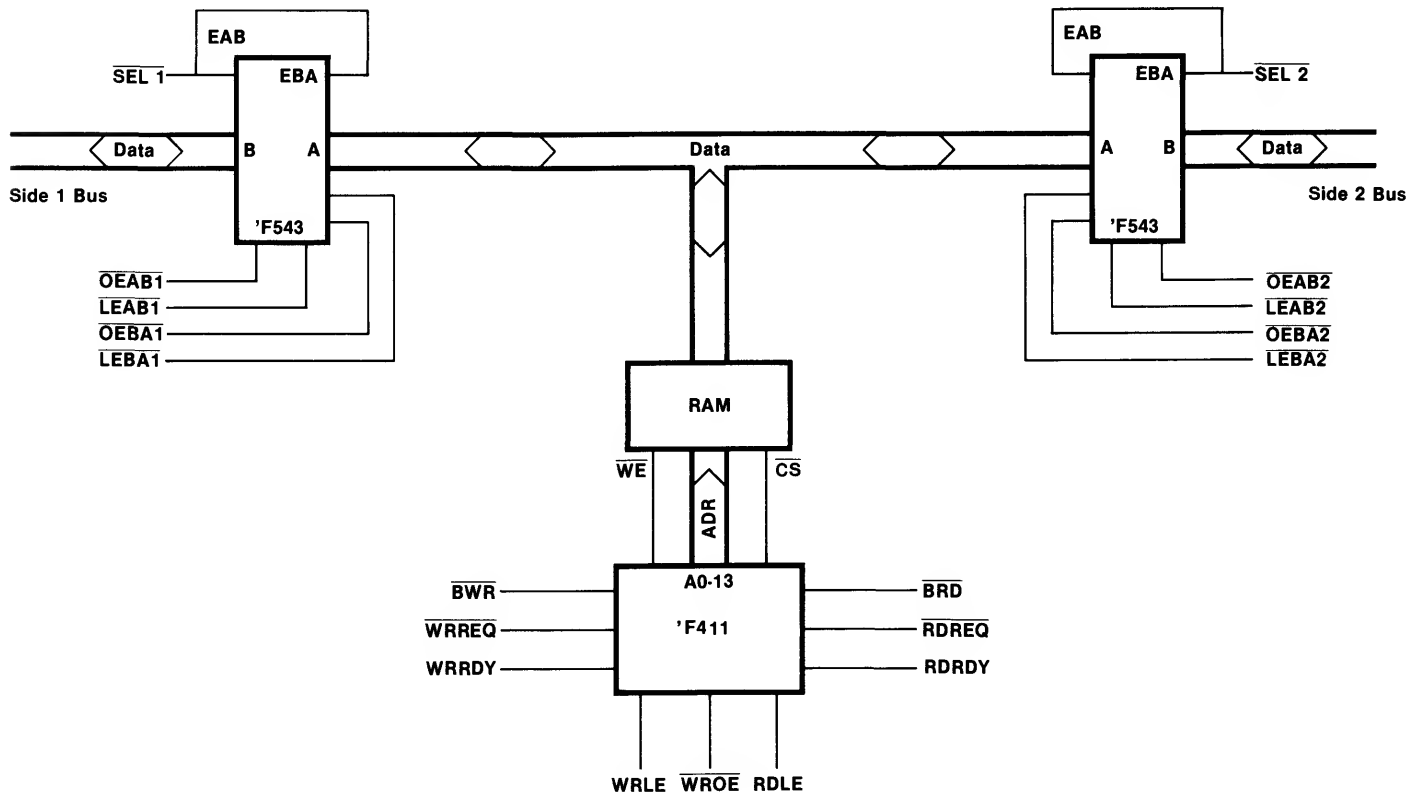 EAB
SEL 1
EBA
EAB
EBA
SEL 2
Data
B
A
Data
A
B
Data
Side 1 Bus
Side 2 Bus
'F543
'F543
OEAB1
LEAB1
OEBA1
LEBA1
OEAB2
LEAB2
OEBA2
LEBA2
RAM
WE
CS
ADR
A0-13
'F411
BWR
WRREQ
WRRDY
BRD
RDREQ
RDRDY
WRLE
WROE
RDLE